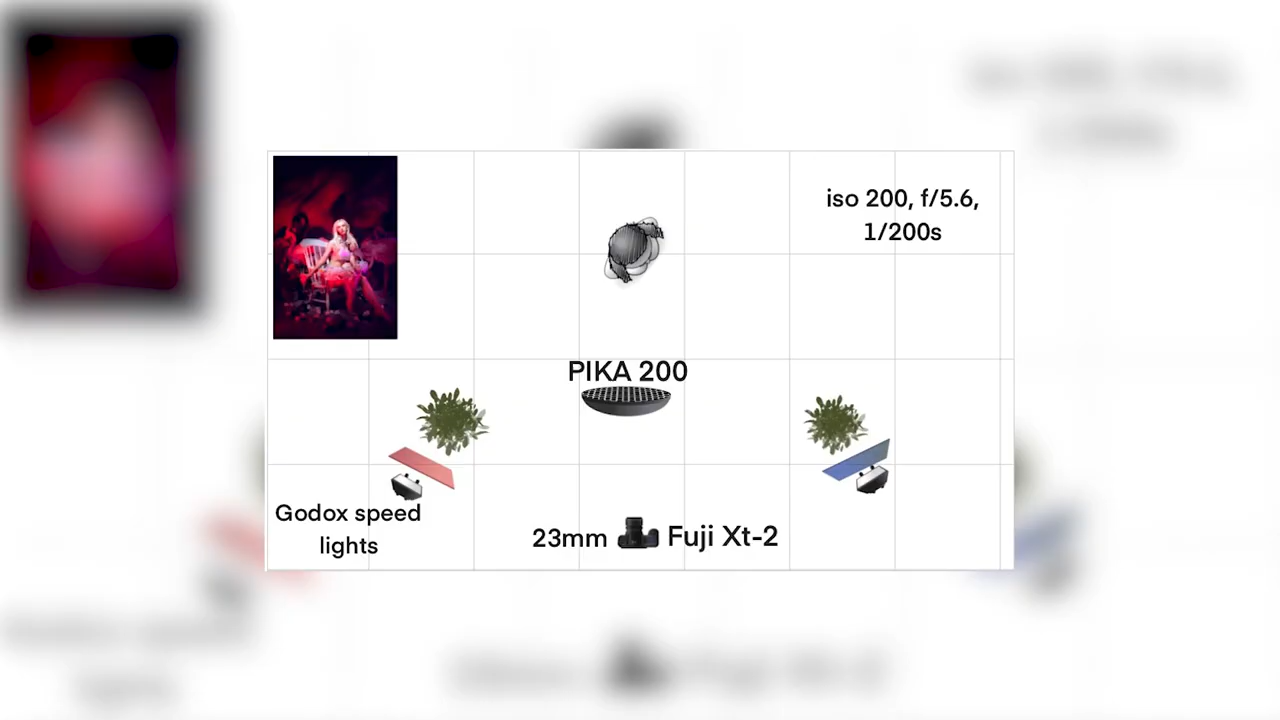 iso 200, f/5.6,
1/200s
PIKA 200
Godox speed
lights
23mm Fuji Xt-2